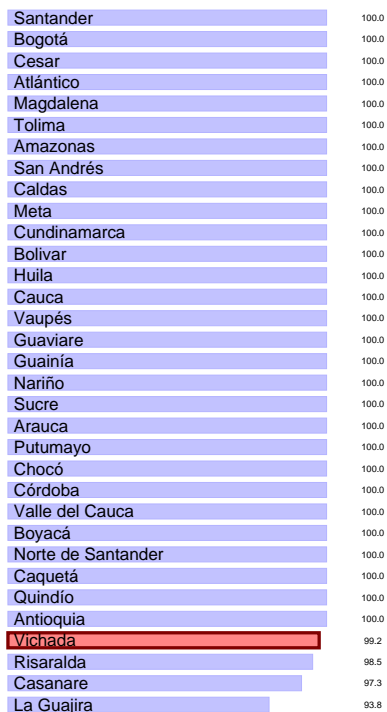 Santander 100.0
Bogotá 100.0
Cesar 100.0
Atlántico 100.0
Magdalena 100.0
Tolima 100.0
Amazonas 100.0
San Andrés 100.0
Caldas 100.0
Meta 100.0
Cundinamarca 100.0
Bolivar 100.0
Huila 100.0
Cauca 100.0
Vaupés 100.0
Guaviare 100.0
Guainía 100.0
Nariño 100.0
Sucre 100.0
Arauca 100.0
Putumayo 100.0
Chocó 100.0
Córdoba 100.0
Valle del Cauca 100.0
Boyacá 100.0
Norte de Santander 100.0
Caquetá 100.0
Quindío 100.0
Antioquia 100.0
Vichada 99.2
Risaralda 98.5
Casanare 97.3
La Guajira 93.8